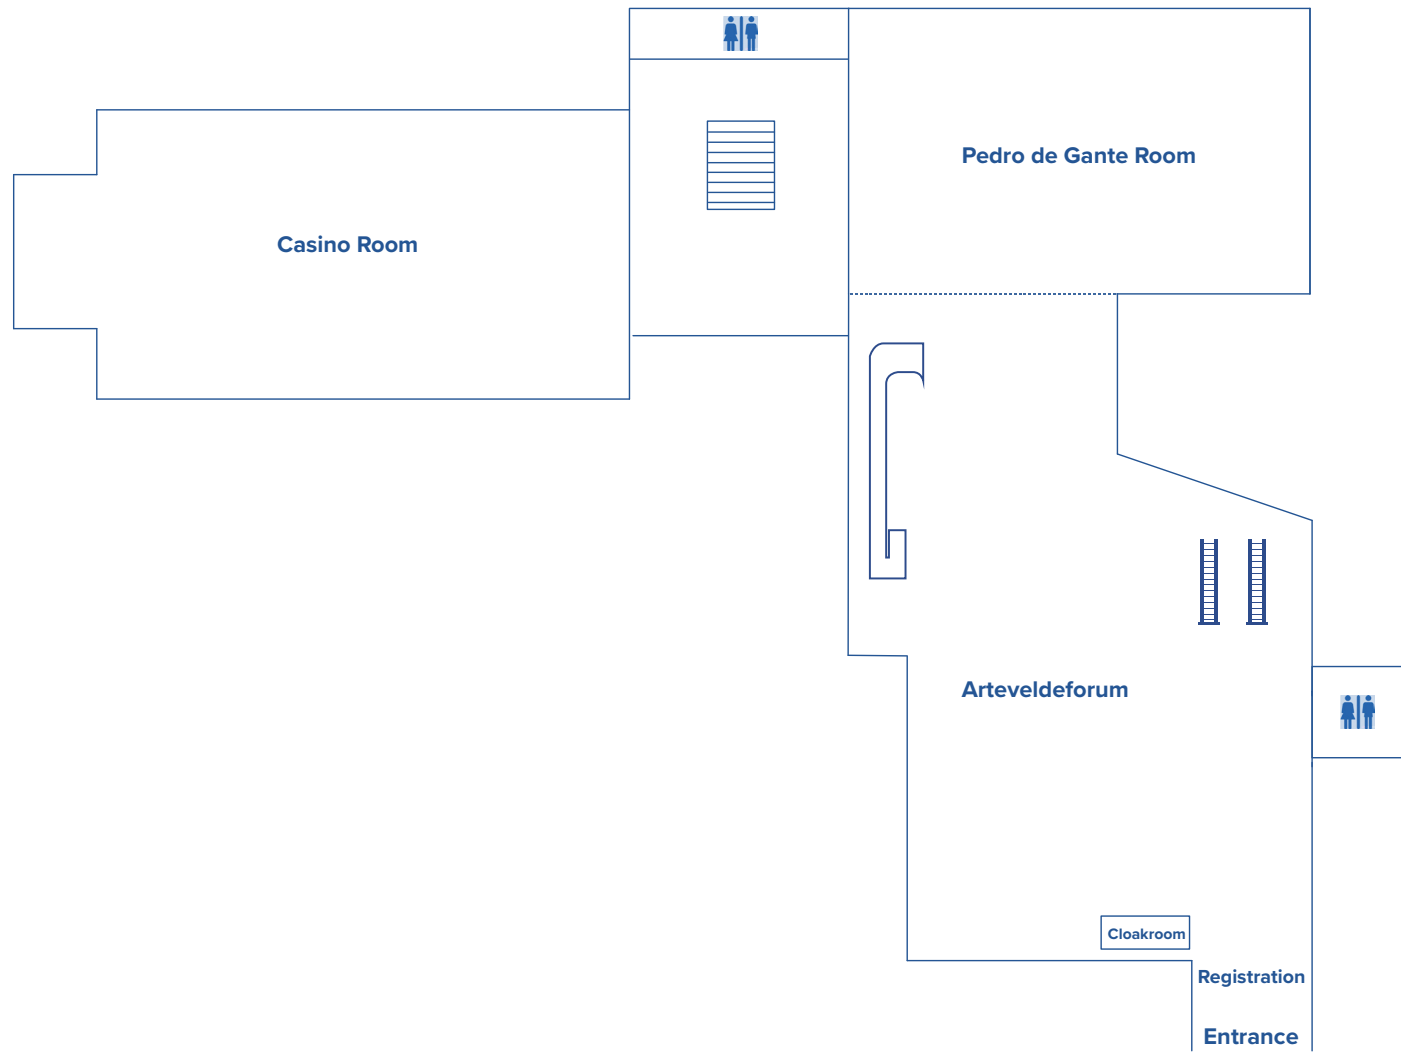 Pedro de Gante Room
Casino Room
Arteveldeforum
Cloakroom
Registration
Entrance